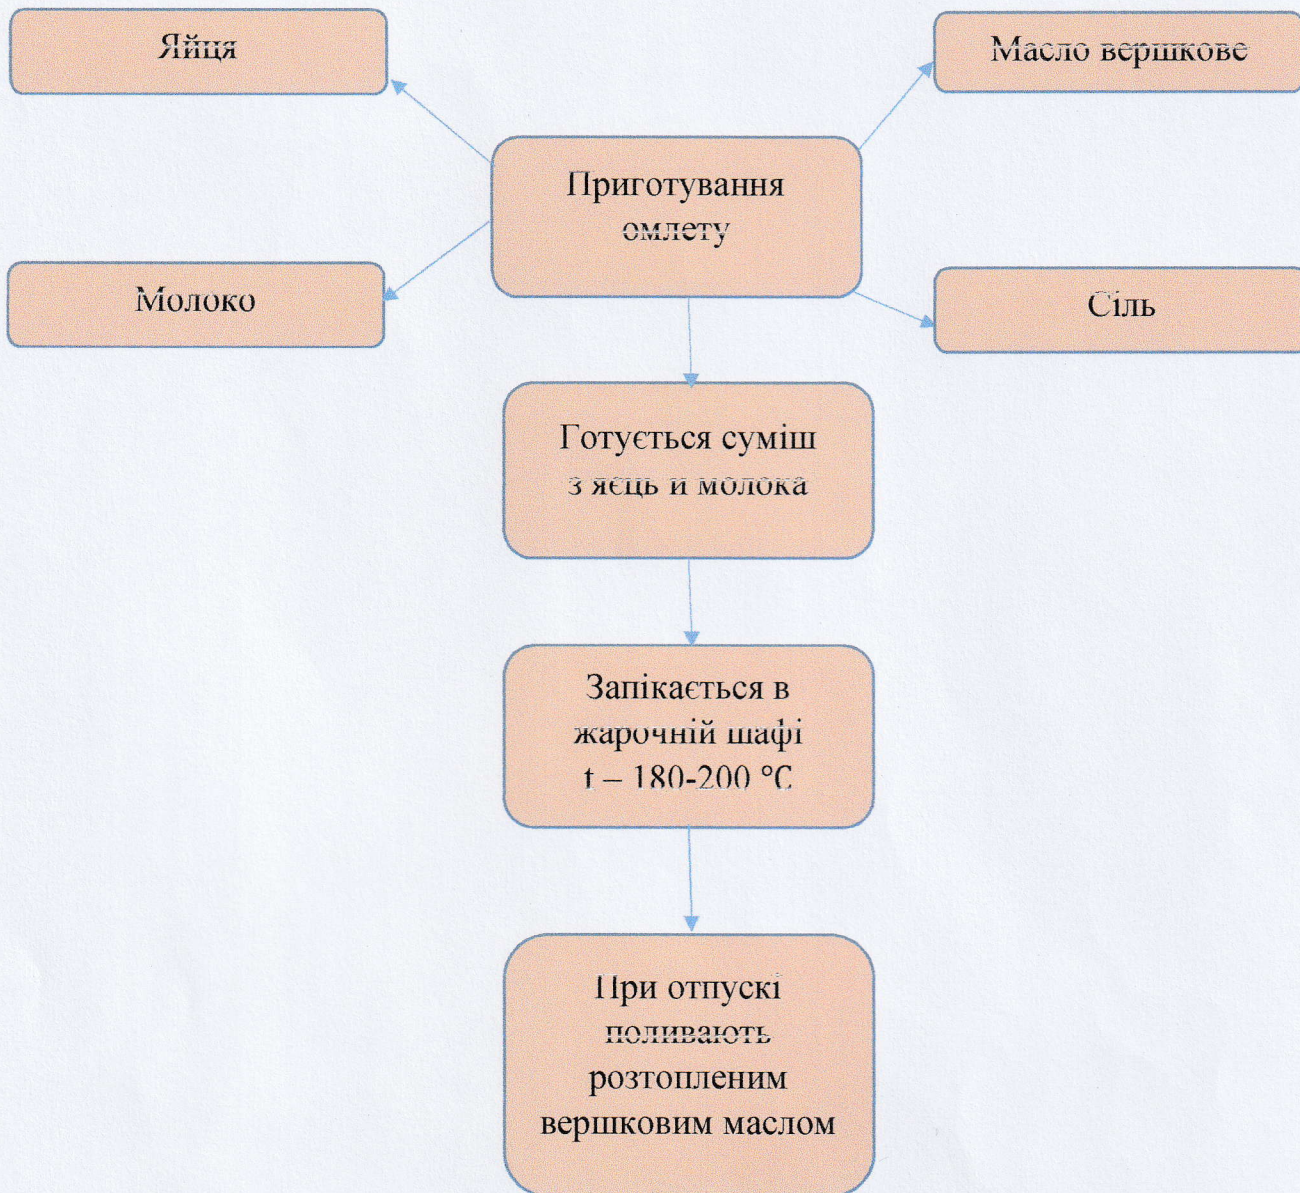 Яйця
Масло вершкове
Приготування
омлету
Молоко
Сіль
Готується суміш
з яєць и молока
Запікається в
жарочній шафі
t – 180-200 °C
При отпускі
поливають
розтопленим
вершковим маслом